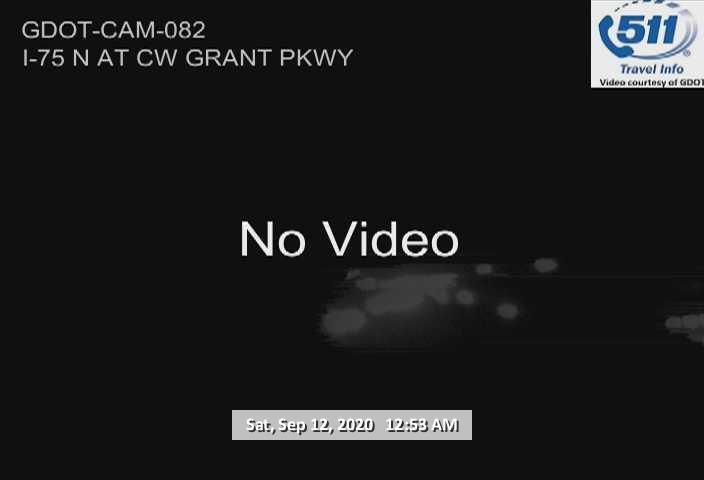 GDOT-CAM-082
I-75 N AT CW GRANT PKWY
511
Travel Info
Video courtesy of GDOT
No Video
Sat, Sep 12, 2020 12:53 AM